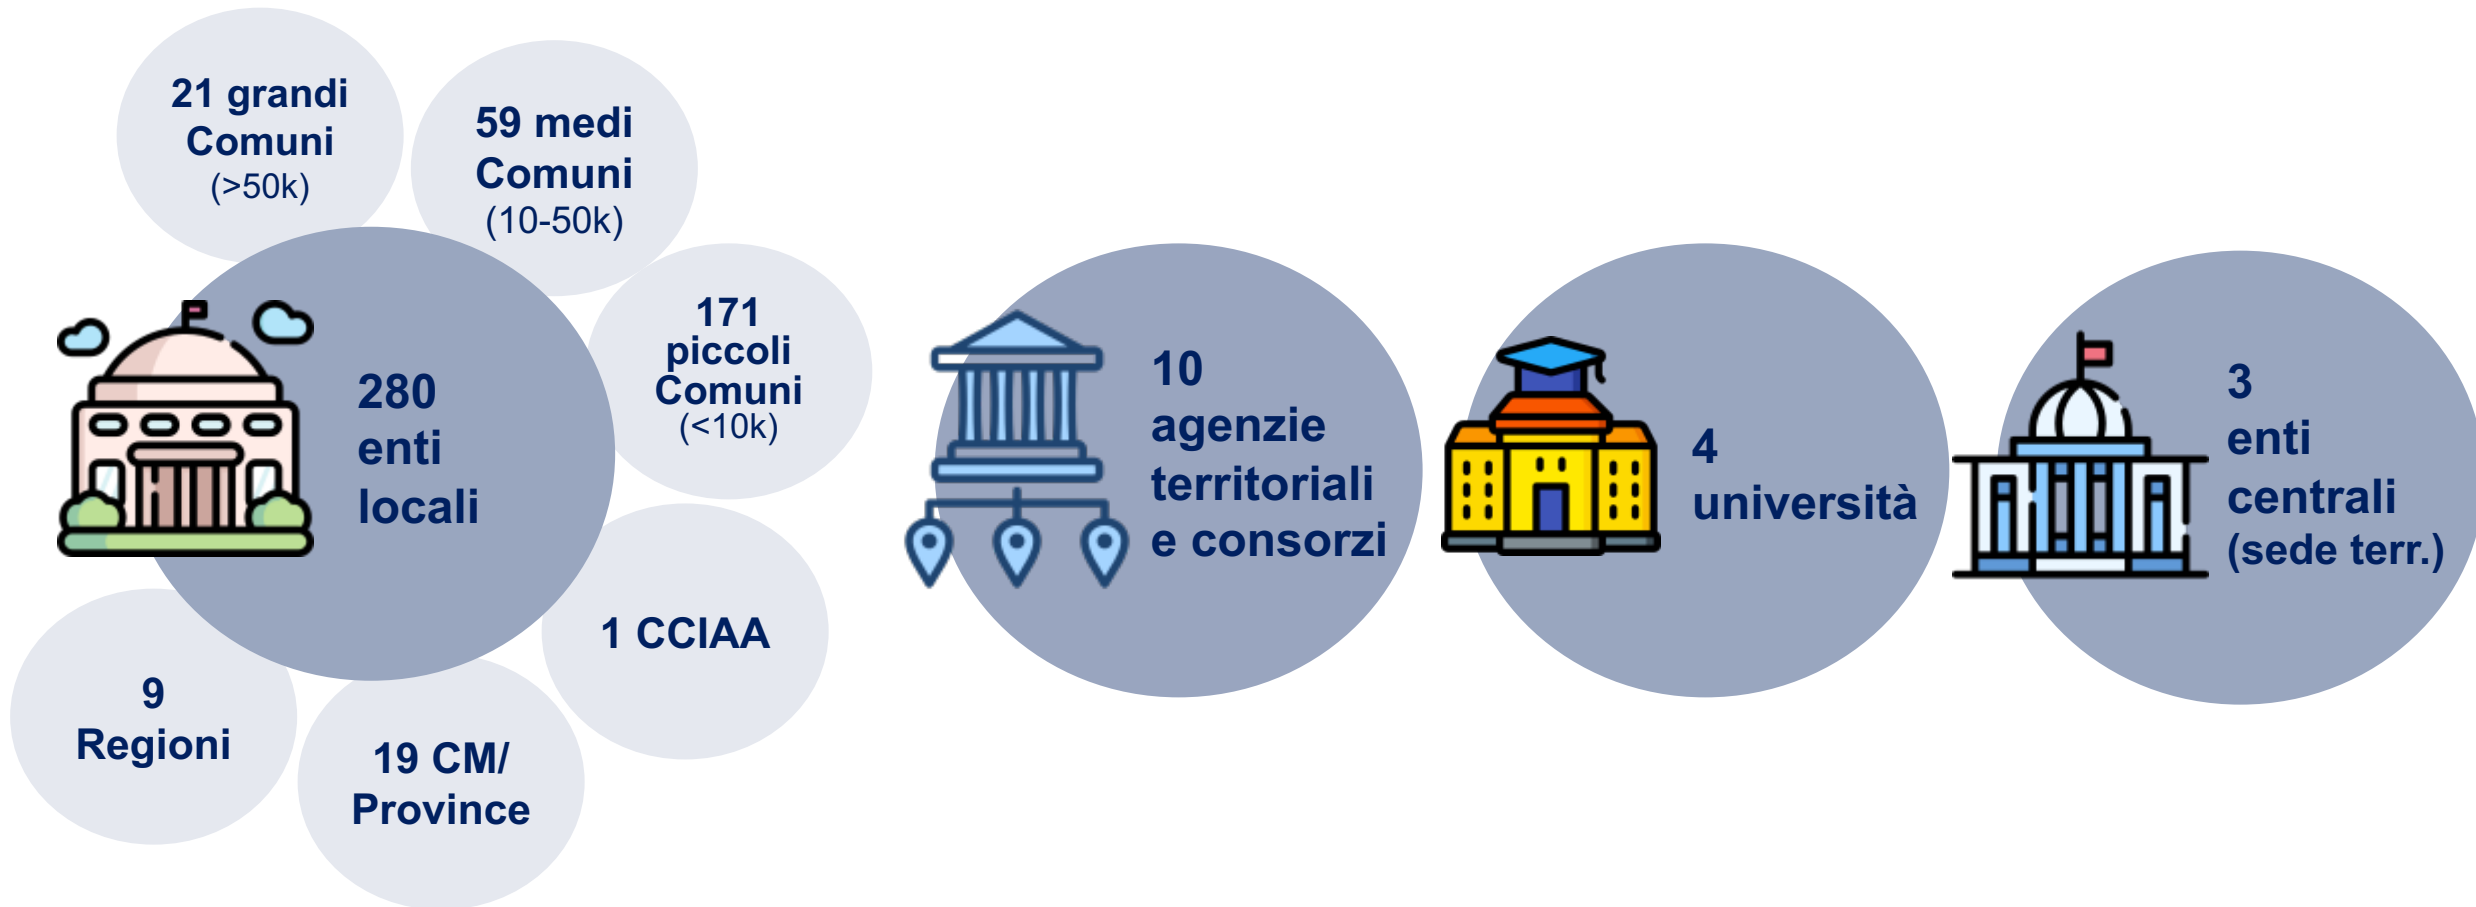 21 grandi
Comuni
(>50k)
59 medi
Comuni
(10-50k)
171
piccoli
Comuni
(<10k)
280
enti
locali
1 CCIAA
9
Regioni
19 CM/
Province
10
agenzie
territoriali
e consorzi
4
università
3
enti
centrali
(sede terr.)